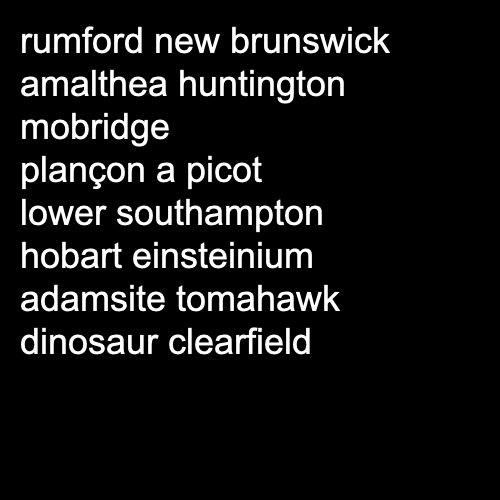 rumford new brunswick
amalthea huntington
mobridge
plançon a picot
lower southampton
hobart einsteinium
adamsite tomahawk
dinosaur clearfield